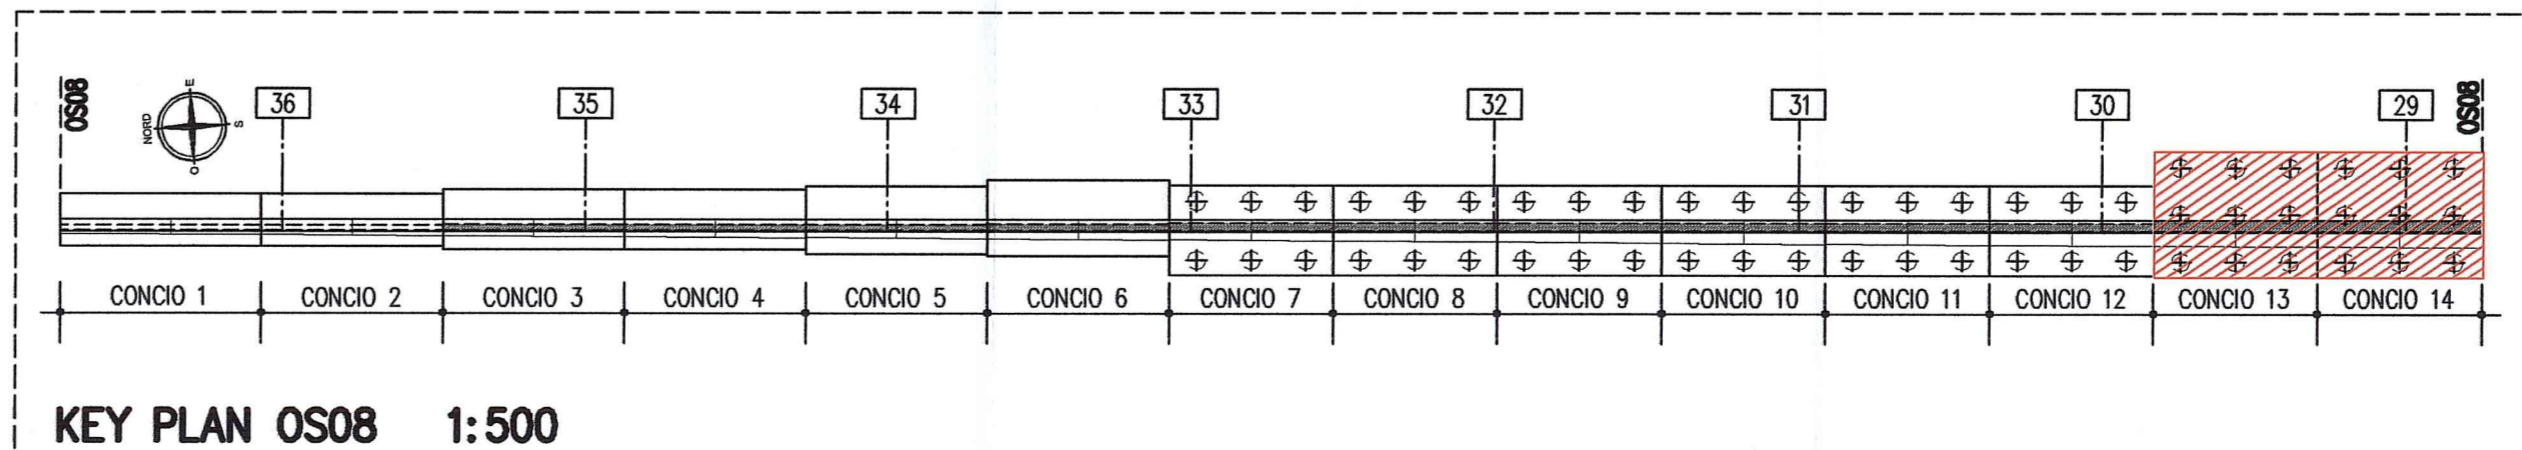 OS08
NORD
E
S
O
36
35
34
33
32
31
30
29
OS08
CONCIO 1
CONCIO 2
CONCIO 3
CONCIO 4
CONCIO 5
CONCIO 6
CONCIO 7
CONCIO 8
CONCIO 9
CONCIO 10
CONCIO 11
CONCIO 12
CONCIO 13
CONCIO 14
KEY PLAN OS08 1:500